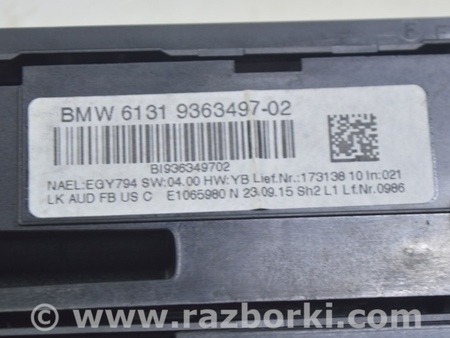 BMW 6131 9363497-02
BI936349702
NAEL:EGY794 SW:04.00 HW:YB Lief.Nr.:173138 10 In:021
LK AUD FB US C E1065980 N 23.09.15 Sh2 L1 Lf.Nr.0986
© www.razborki.com